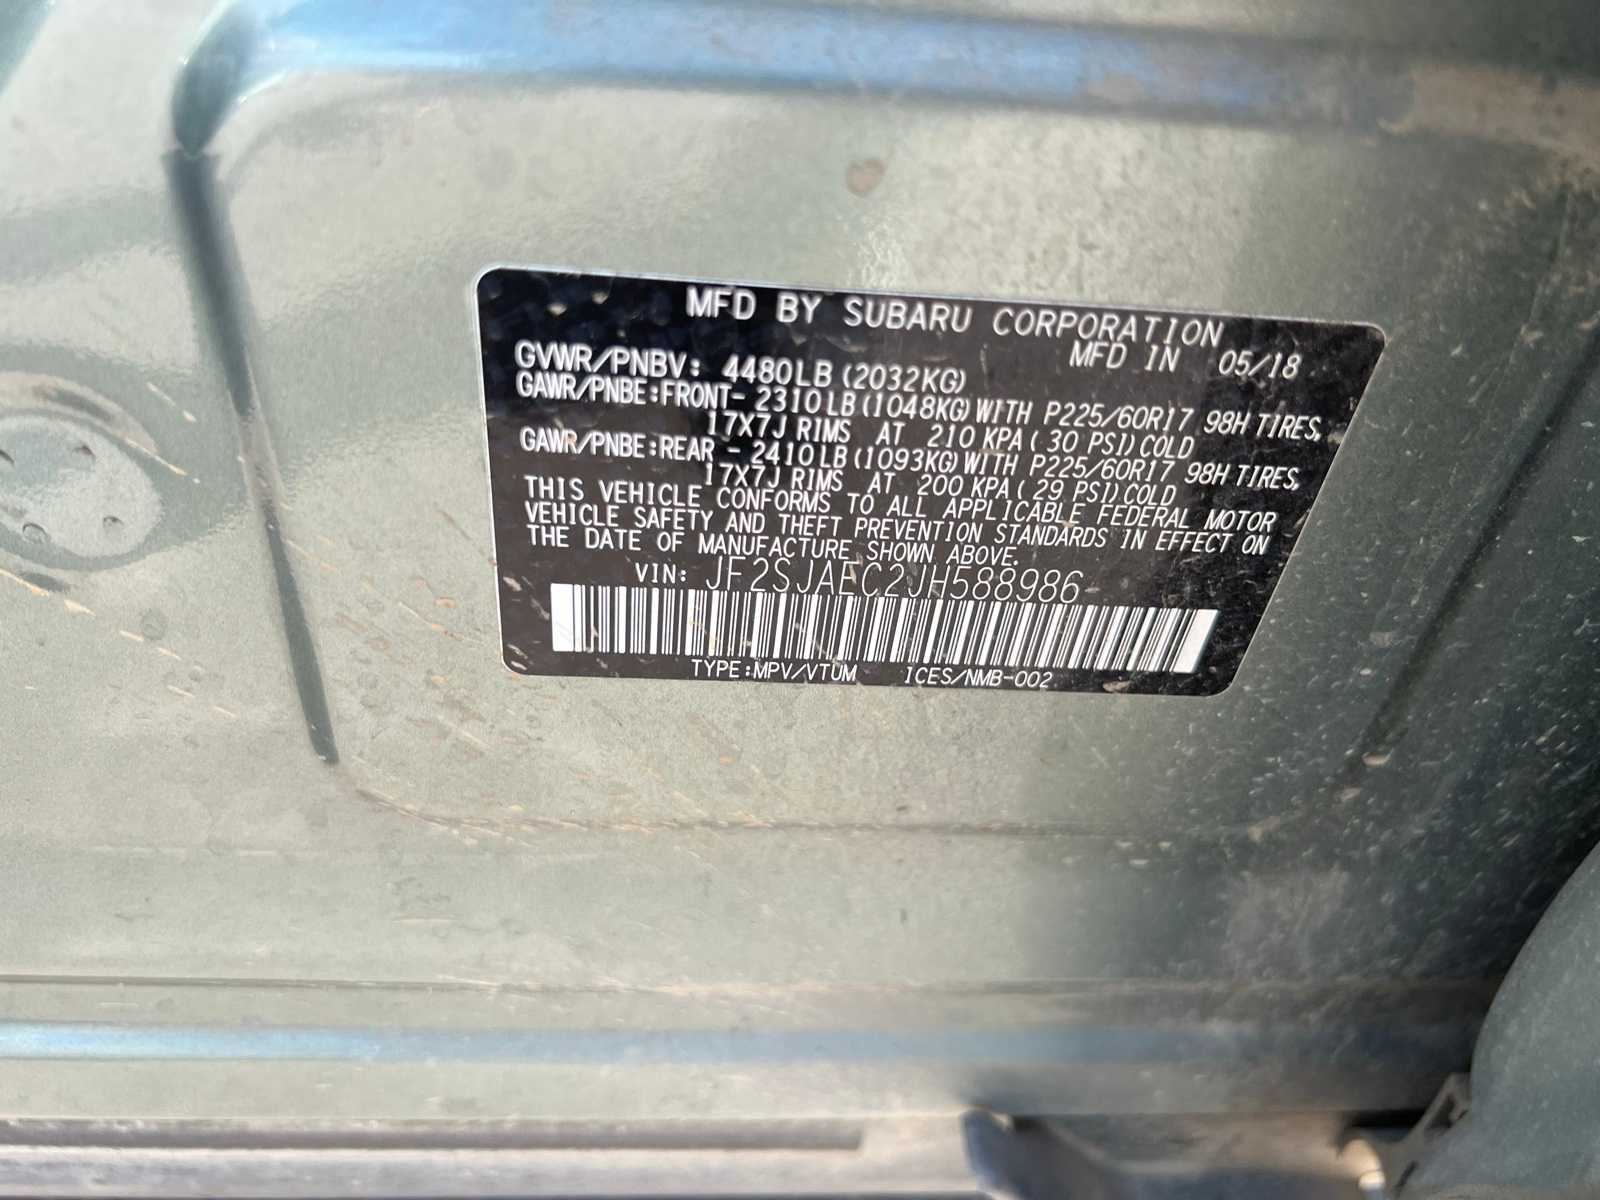 MFD BY SUBARU CORPORATION
MFD IN 05/18
GVWR/PNBV: 4480LB (2032KG)
GAWR/PNBE:FRONT- 2310LB(1048KG)WITH P225/60R17 98H TIRES,
17X7J RIMS AT 210 KPA( 30 PSI)COLD
GAWR/PNBE:REAR - 2410LB(1093KG)WITH P225/60R17 98H TIRES,
17X7J RIMS AT 200 KPA( 29 PSI)COLD
THIS VEHICLE CONFORMS TO ALL APPLICABLE FEDERAL MOTOR
VEHICLE SAFETY AND THEFT PREVENTION STANDARDS IN EFFECT ON
THE DATE OF MANUFACTURE SHOWN ABOVE.
VIN: JF2SJAEC2JH588986
TYPE:MPV/VTUM ICES/NMB-002